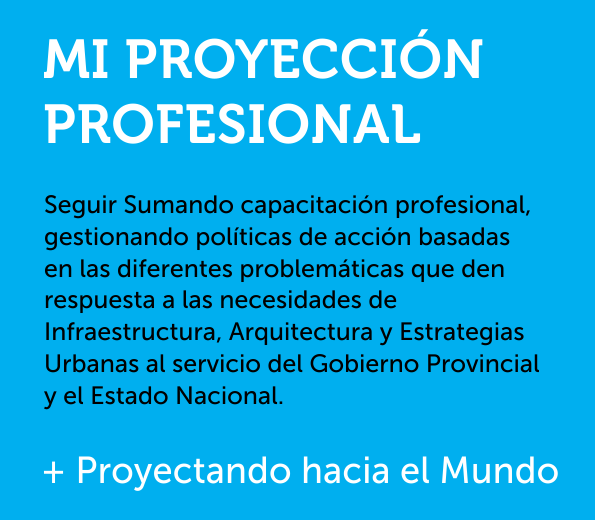 MI PROYECCIÓN
PROFESIONAL
Seguir Sumando capacitación profesional,
gestionando políticas de acción basadas
en las diferentes problemáticas que den
respuesta a las necesidades de
Infraestructura, Arquitectura y Estrategias
Urbanas al servicio del Gobierno Provincial
y el Estado Nacional.
+ Proyectando hacia el Mundo